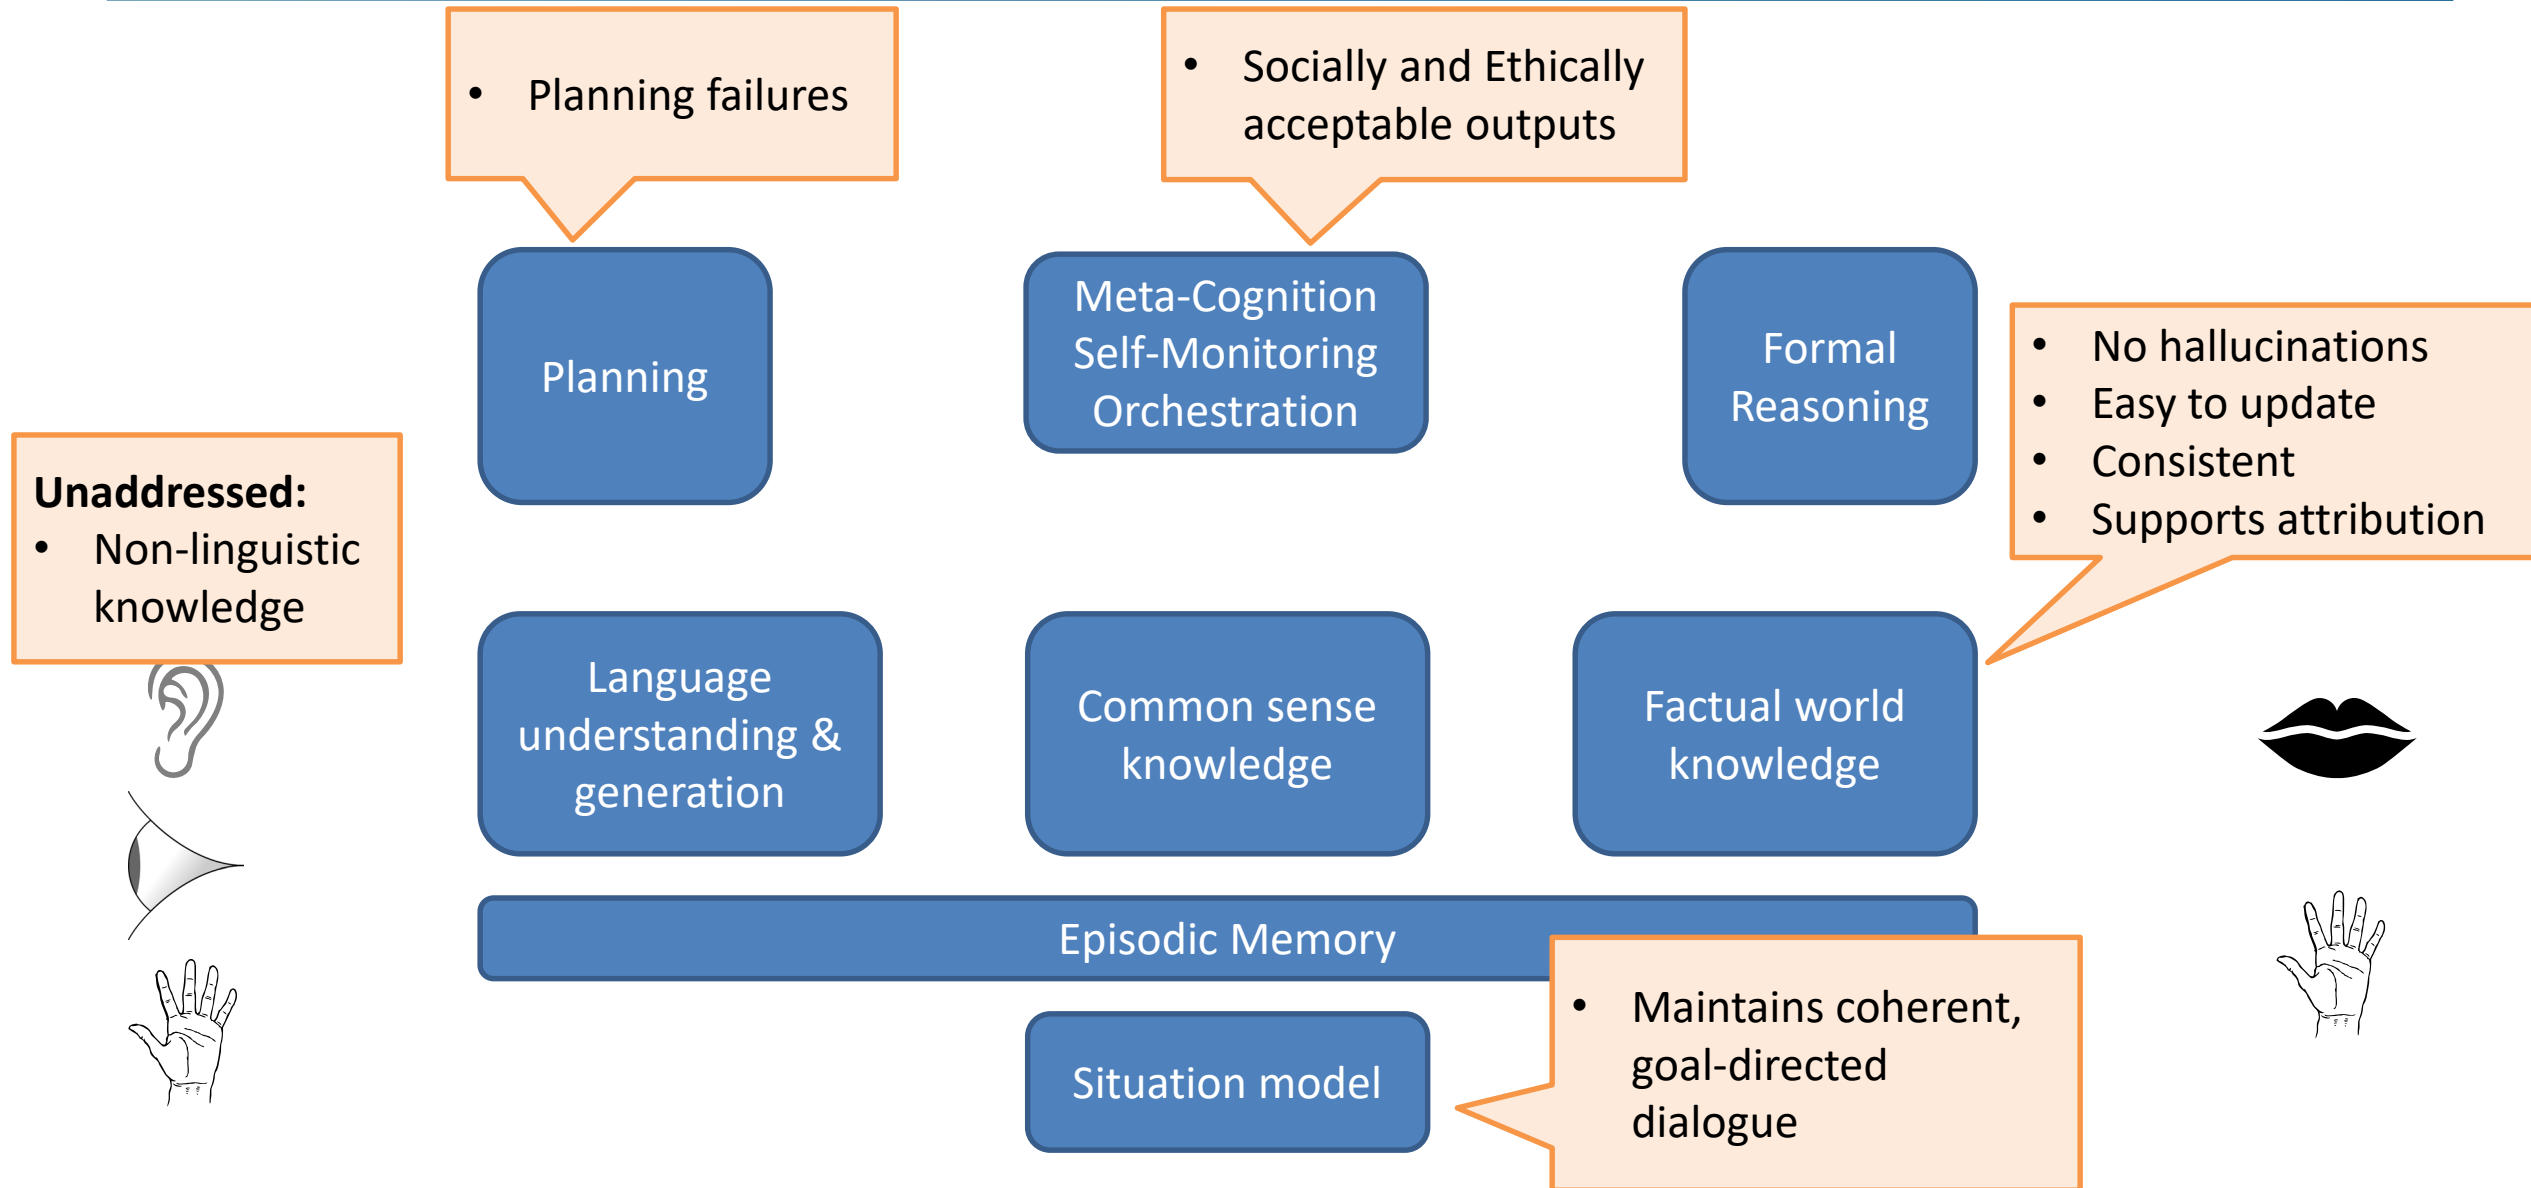 • Planning failures
• Socially and Ethically
acceptable outputs
Planning
Meta-Cognition
Self-Monitoring
Orchestration
Formal
Reasoning
• No hallucinations
• Easy to update
• Consistent
• Supports attribution
Unaddressed:
• Non-linguistic
knowledge
Language
understanding &
generation
Common sense
knowledge
Factual world
knowledge
Episodic Memory
Situation model
• Maintains coherent,
goal-directed
dialogue